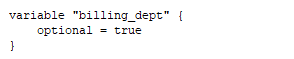 variable "billing_dept" {
    optional = true
}